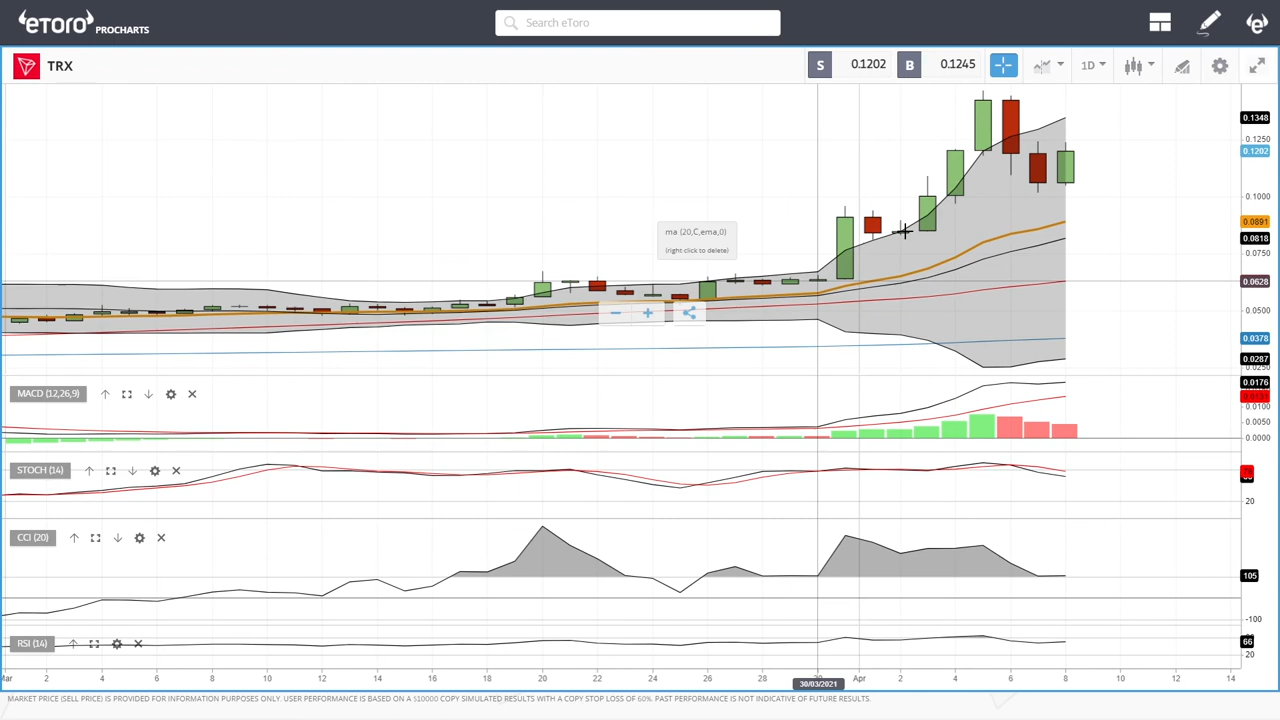 eToro PROCHARTS
Search eToro
TRX
S 0.1202 B 0.1245
1D
0.1348
0.1250
0.1202
0.1000
0.0891
0.0818
0.0750
0.0628
0.0500
0.0378
0.0287
0.0250
ma (20,C,ema,0)
(right click to delete)
MACD (12,26,9)
0.0176
0.0131
0.0100
0.0050
0.0000
STOCH (14)
20
CCI (20)
105
-100
RSI (14)
66
20
Mar 2 4 6 8 10 12 14 16 18 20 22 24 26 28 Apr 2 4 6 8 10 12 14
30/03/2021
MARKET PRICE (SELL PRICE) IS PROVIDED FOR INFORMATION PURPOSES ONLY. USER PERFORMANCE IS BASED ON A $10000 COPY SIMULATED RESULTS WITH A COPY STOP LOSS OF 60%. PAST PERFORMANCE IS NOT INDICATIVE OF FUTURE RESULTS.